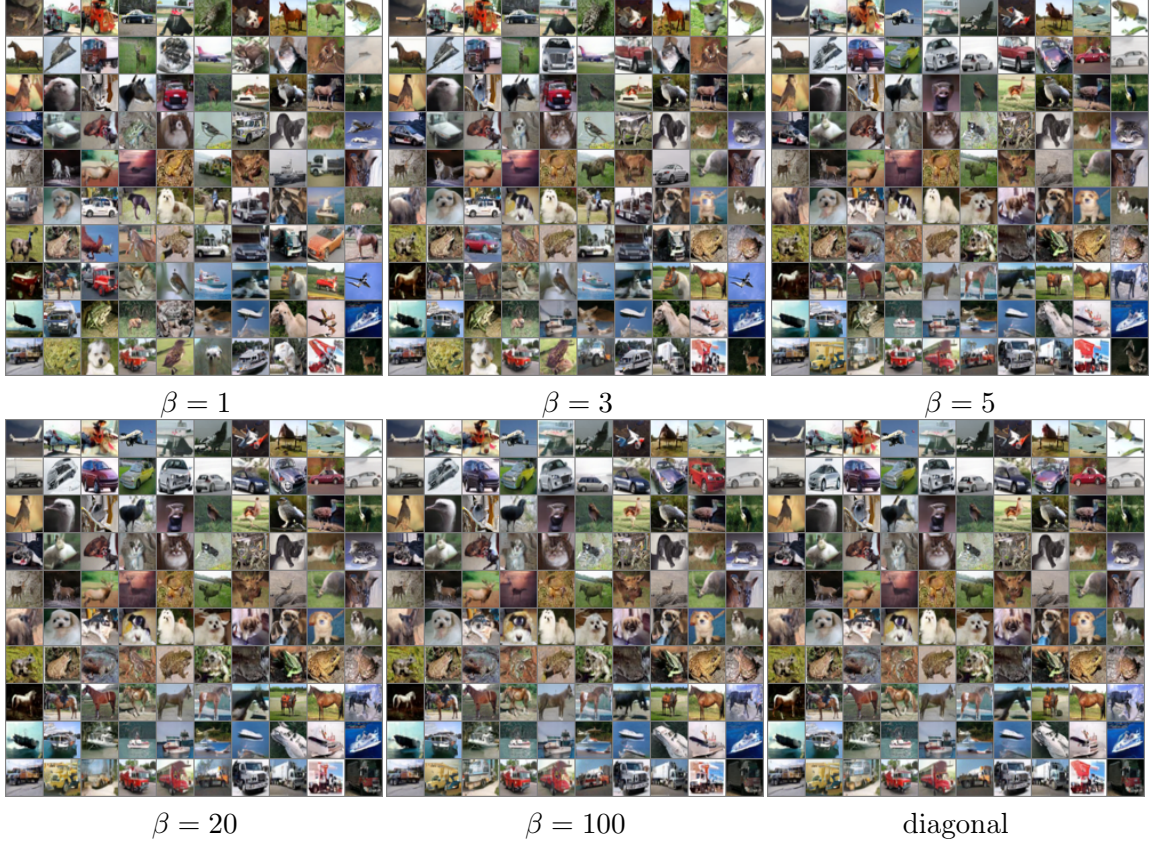 β = 1 β = 3 β = 5
β = 20 β = 100 diagonal